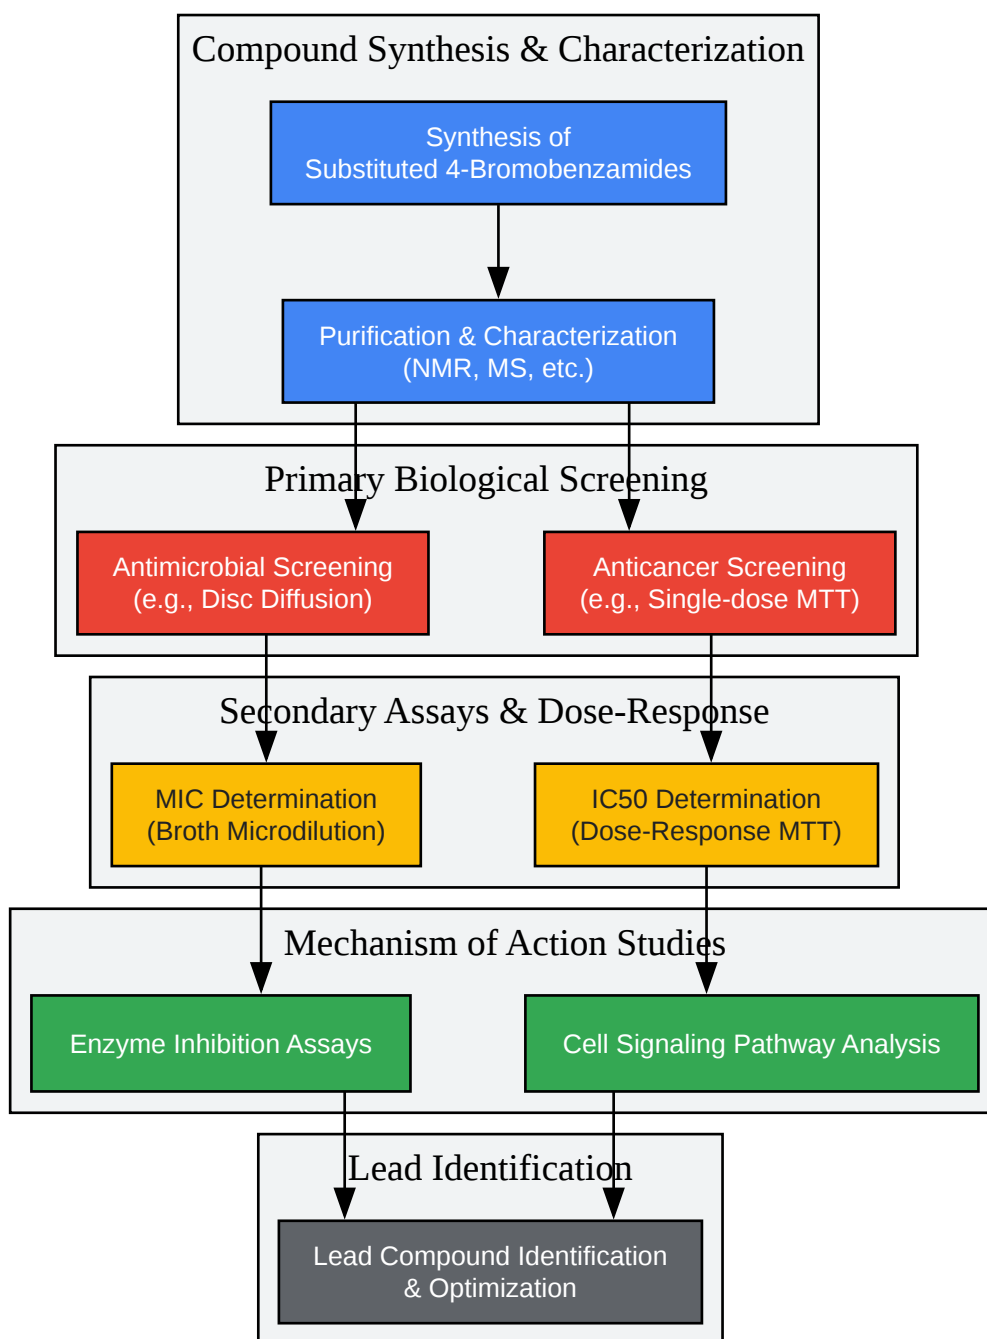 Compound Synthesis & Characterization
Synthesis of
Substituted 4-Bromobenzamides
Purification & Characterization
(NMR, MS, etc.)
Primary Biological Screening
Antimicrobial Screening
(e.g., Disc Diffusion)
Anticancer Screening
(e.g., Single-dose MTT)
Secondary Assays & Dose-Response
MIC Determination
(Broth Microdilution)
IC50 Determination
(Dose-Response MTT)
Mechanism of Action Studies
Enzyme Inhibition Assays
Cell Signaling Pathway Analysis
Lead Identification
Lead Compound Identification
& Optimization